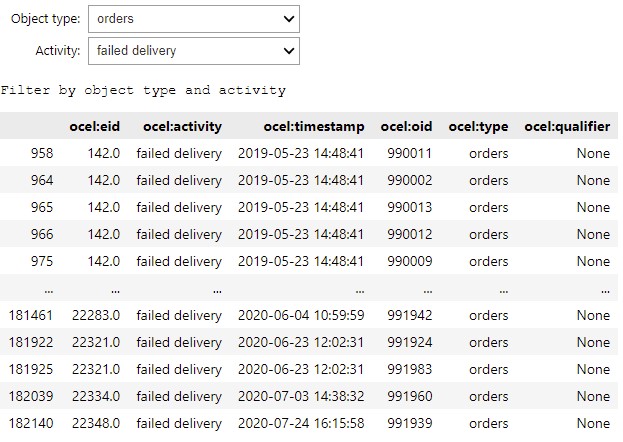 Object type: orders
Activity: failed delivery
Filter by object type and activity
ocel:eid ocel:activity ocel:timestamp ocel:oid ocel:type ocel:qualifier
958 142.0 failed delivery 2019-05-23 14:48:41 990011 orders None
964 142.0 failed delivery 2019-05-23 14:48:41 990002 orders None
965 142.0 failed delivery 2019-05-23 14:48:41 990013 orders None
966 142.0 failed delivery 2019-05-23 14:48:41 990012 orders None
975 142.0 failed delivery 2019-05-23 14:48:41 990009 orders None
... ... ... ... ... ... ...
181461 22283.0 failed delivery 2020-06-04 10:59:59 991942 orders None
181922 22321.0 failed delivery 2020-06-23 12:02:31 991924 orders None
181925 22321.0 failed delivery 2020-06-23 12:02:31 991983 orders None
182039 22334.0 failed delivery 2020-07-03 14:38:32 991960 orders None
182140 22348.0 failed delivery 2020-07-24 16:15:58 991939 orders None